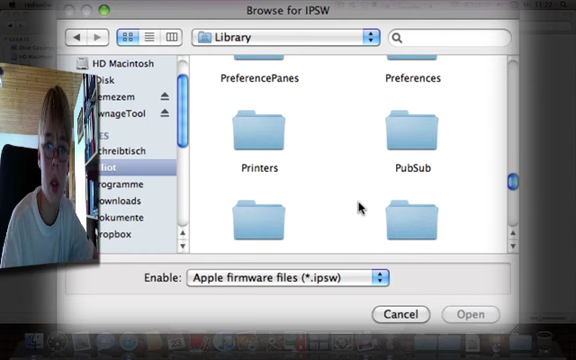 Browse for IPSW
Library
HD Macintosh
Disk
emezem
wnageTool
ES
chreibtisch
liot
rogramme
ownloads
okumente
ropbox
PreferencePanes
Preferences
Printers
PubSub
Enable:
Apple firmware files (*.ipsw)
Cancel
Open